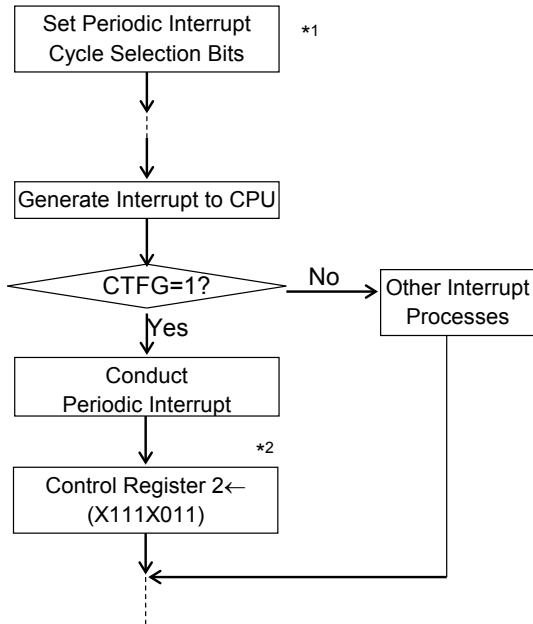 Set Periodic Interrupt
Cycle Selection Bits
*1
Generate Interrupt to CPU
CTFG=1?
No
Other Interrupt
Processes
Yes
Conduct
Periodic Interrupt
*2
Control Register 2←
(X111X011)